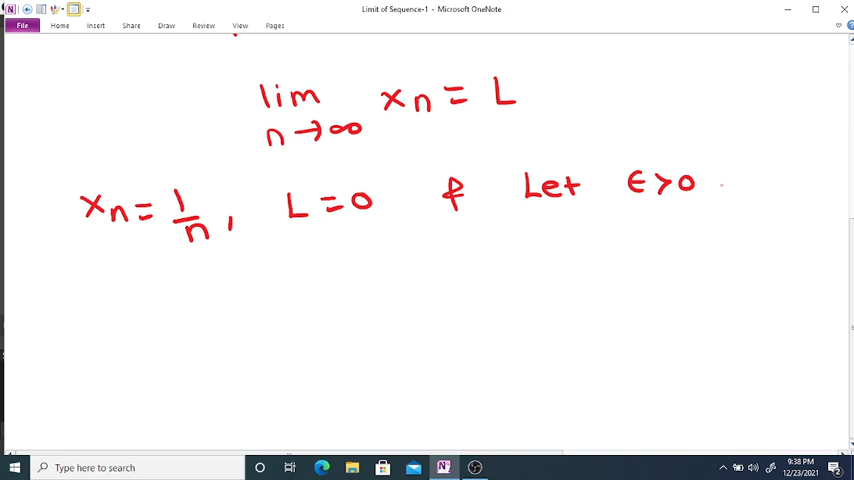 Limit of Sequence-1 - Microsoft OneNote
File Home Insert Share Draw Review View Pages
lim xn = L
n→∞
xn = 1/n, L = 0 & Let ε > 0
Type here to search
9:38 PM
12/23/2021
2